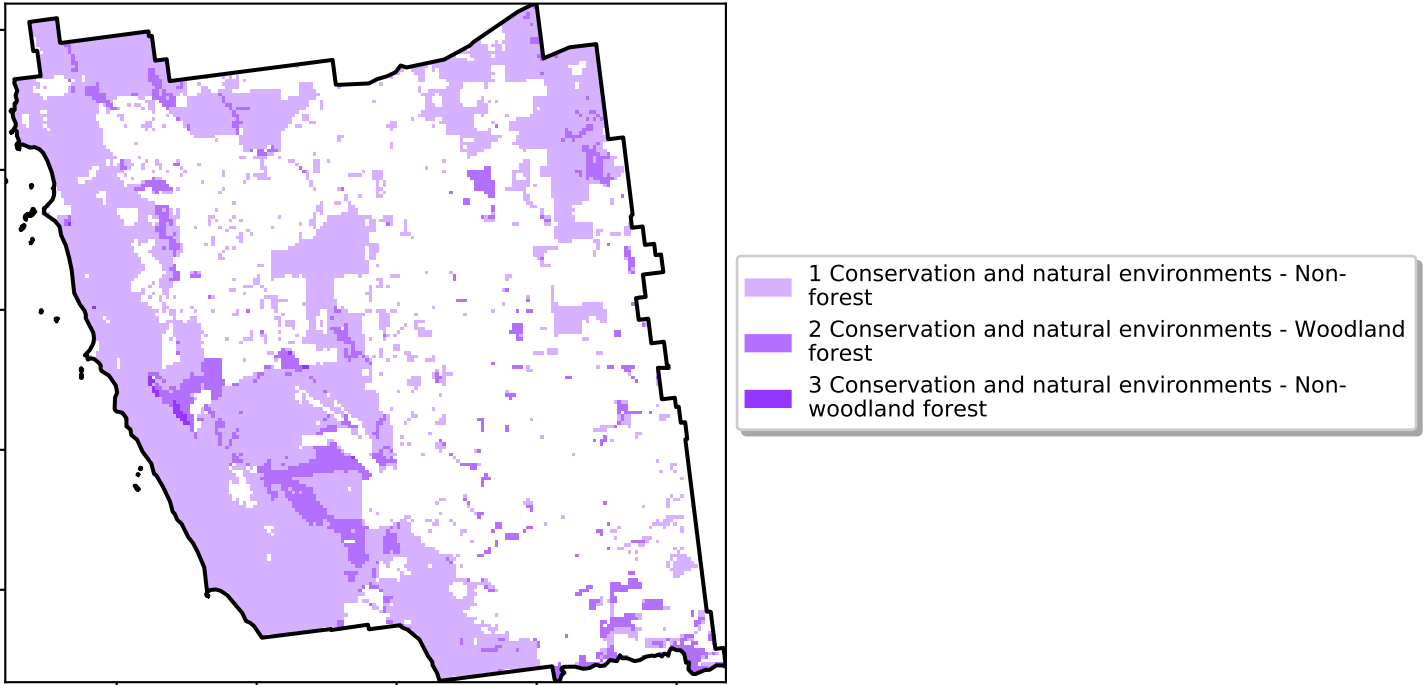 1 Conservation and natural environments - Non-
forest
2 Conservation and natural environments - Woodland
forest
3 Conservation and natural environments - Non-
woodland forest